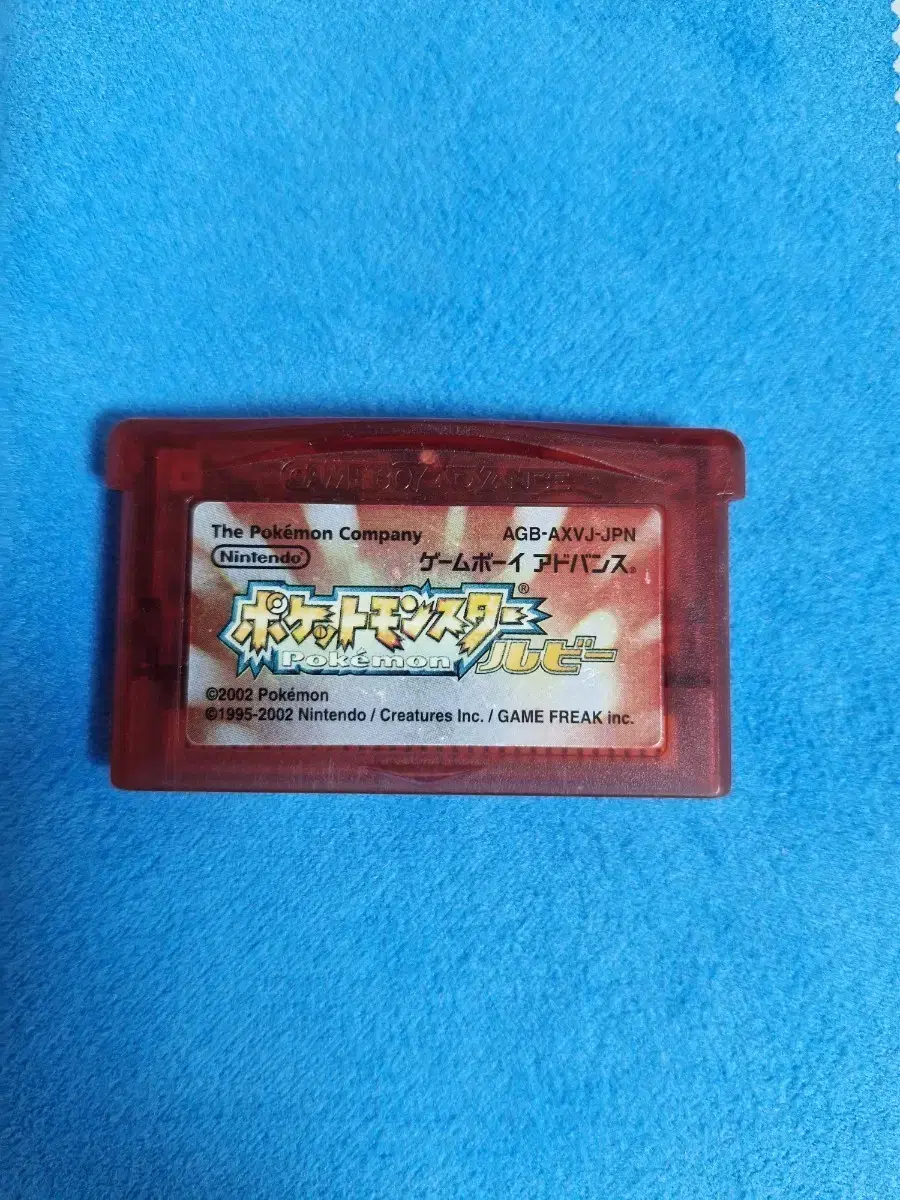 GAME BOY ADVANCE
The Pokémon Company AGB-AXVJ-JPN
Nintendo ゲームボーイ アドバンス®
ポケットモンスター®
Pokémon ルビー
©2002 Pokémon
©1995-2002 Nintendo / Creatures Inc. / GAME FREAK inc.